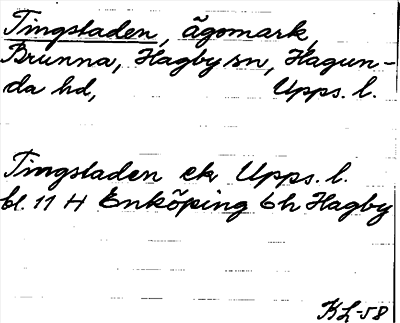 Tingstaden, ägomark,
Brunna, Hagby sn, Hagun-
da hd, Upps. l.
Tingstaden ek Upps. l.
bl. 11 H Enköping 6h Hagby
KL-58